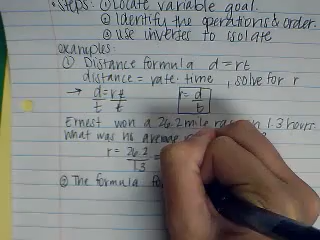 Steps: ① Locate variable goal.
② Identify the operations & order.
③ use inverses to isolate
examples:
① Distance formula d=rt
distance = rate · time, solve for r
→ d=rt r=d
t t t
Ernest won a 26.2 mile race in 1.3 hours.
What was his average
r = 26.2 =
1.3
② The formula fo